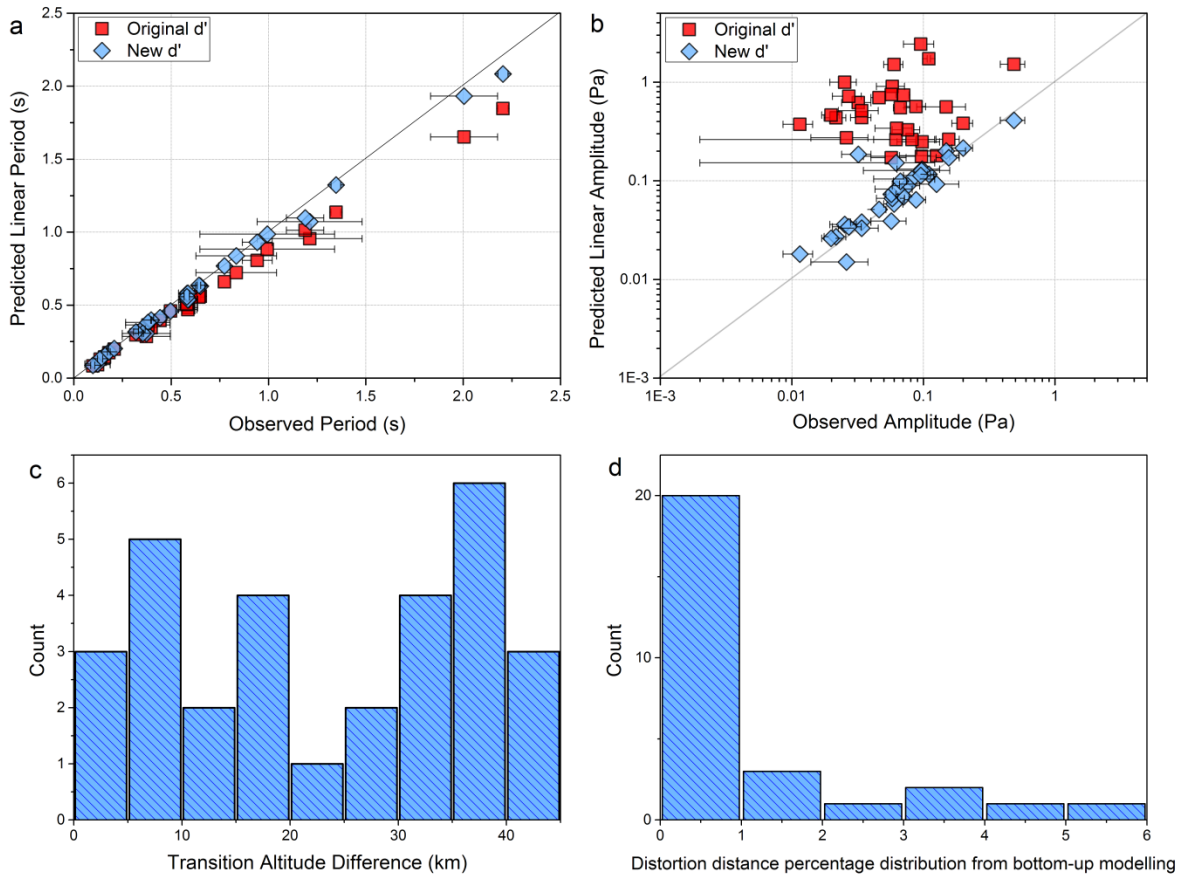 a
Original d'
New d'
2.5
2.0
1.5
1.0
0.5
0.0
Predicted Linear Period (s)
0.0 0.5 1.0 1.5 2.0 2.5
Observed Period (s)
b
Original d'
New d'
1
0.1
0.01
1E-3
Predicted Linear Amplitude (Pa)
1E-3 0.01 0.1 1
Observed Amplitude (Pa)
c
6
5
4
3
2
1
0
Count
0 10 20 30 40
Transition Altitude Difference (km)
d
20
10
0
Count
0 1 2 3 4 5 6
Distortion distance percentage distribution from bottom-up modelling